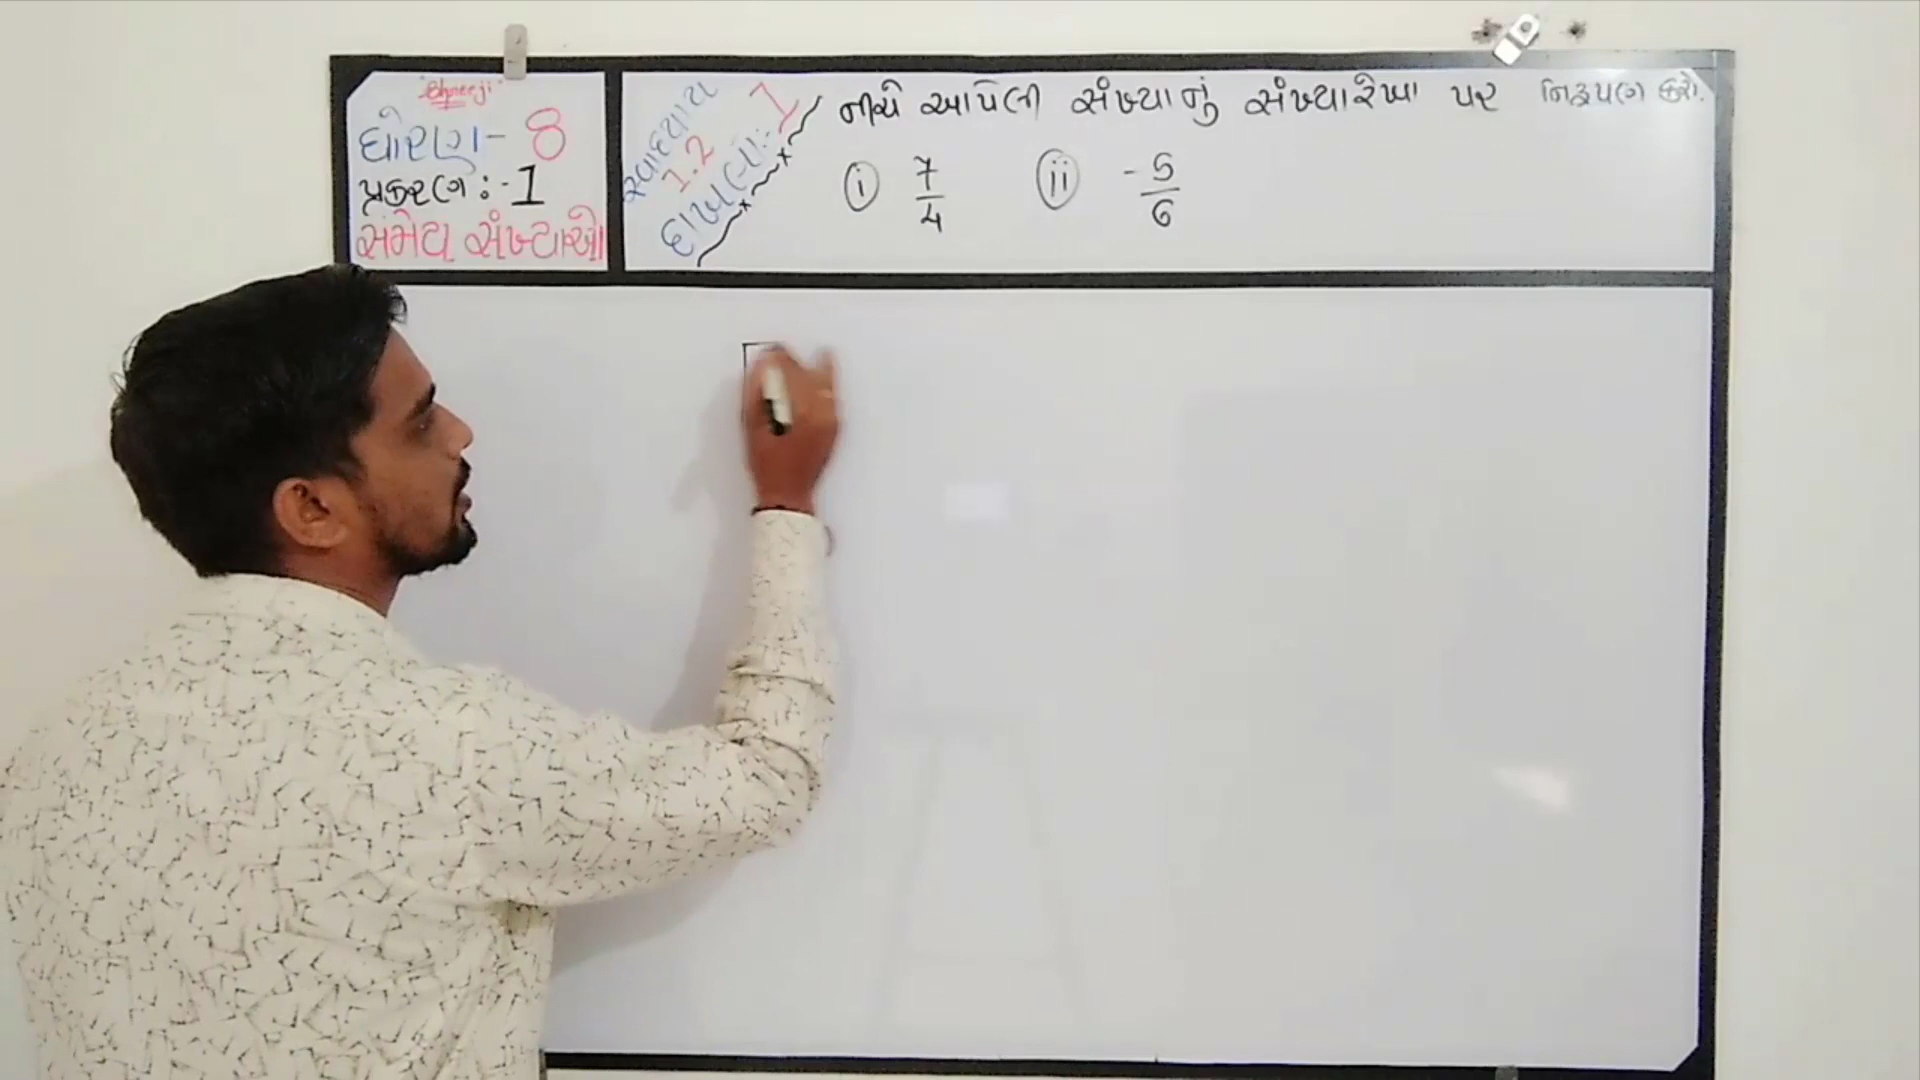 "Shreeji"
ધોરણ - 8
પ્રકરણ :- 1
સંમેય સંખ્યાઓ
સ્વાધ્યાય
1.2
દાખલા :- 1
નીચે આપેલી સંખ્યાનું સંખ્યારેખા પર નિરૂપણ કરો.
(i) 7/4 (ii) -5/6